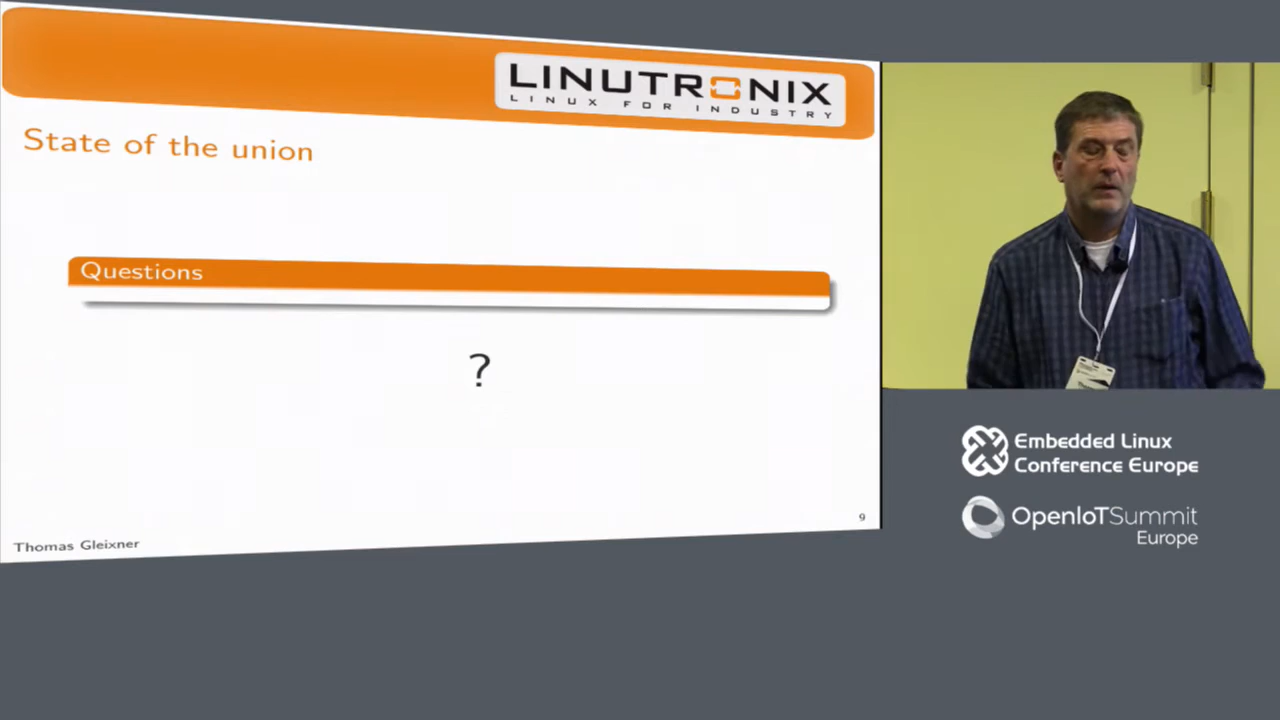 LINUTRONIX
LINUX FOR INDUSTRY
State of the union
Questions
?
9
Thomas Gleixner
Embedded Linux
Conference Europe
OpenIoTSummit
Europe